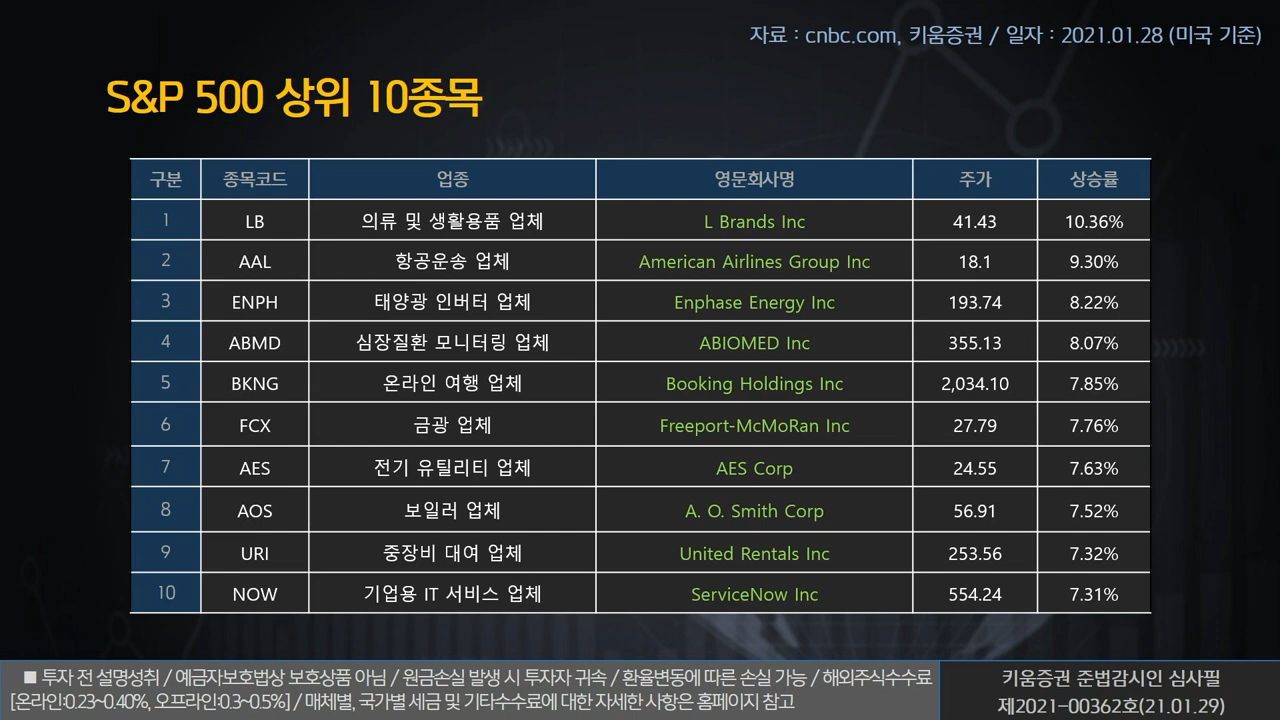 자료 : cnbc.com, 키움증권 / 일자 : 2021.01.28 (미국 기준)
S&P 500 상위 10종목
구분 종목코드 업종 영문회사명 주가 상승률
1 LB 의류 및 생활용품 업체 L Brands Inc 41.43 10.36%
2 AAL 항공운송 업체 American Airlines Group Inc 18.1 9.30%
3 ENPH 태양광 인버터 업체 Enphase Energy Inc 193.74 8.22%
4 ABMD 심장질환 모니터링 업체 ABIOMED Inc 355.13 8.07%
5 BKNG 온라인 여행 업체 Booking Holdings Inc 2,034.10 7.85%
6 FCX 금광 업체 Freeport-McMoRan Inc 27.79 7.76%
7 AES 전기 유틸리티 업체 AES Corp 24.55 7.63%
8 AOS 보일러 업체 A. O. Smith Corp 56.91 7.52%
9 URI 중장비 대여 업체 United Rentals Inc 253.56 7.32%
10 NOW 기업용 IT 서비스 업체 ServiceNow Inc 554.24 7.31%
■ 투자 전 설명성취 / 예금자보호법상 보호상품 아님 / 원금손실 발생 시 투자자 귀속 / 환율변동에 따른 손실 가능 / 해외주식수수료
[온라인:0.23~0.40%, 오프라인:0.3~0.5%] / 매체별, 국가별 세금 및 기타수수료에 대한 자세한 사항은 홈페이지 참고
키움증권 준법감시인 심사필
제2021-00362호(21.01.29)